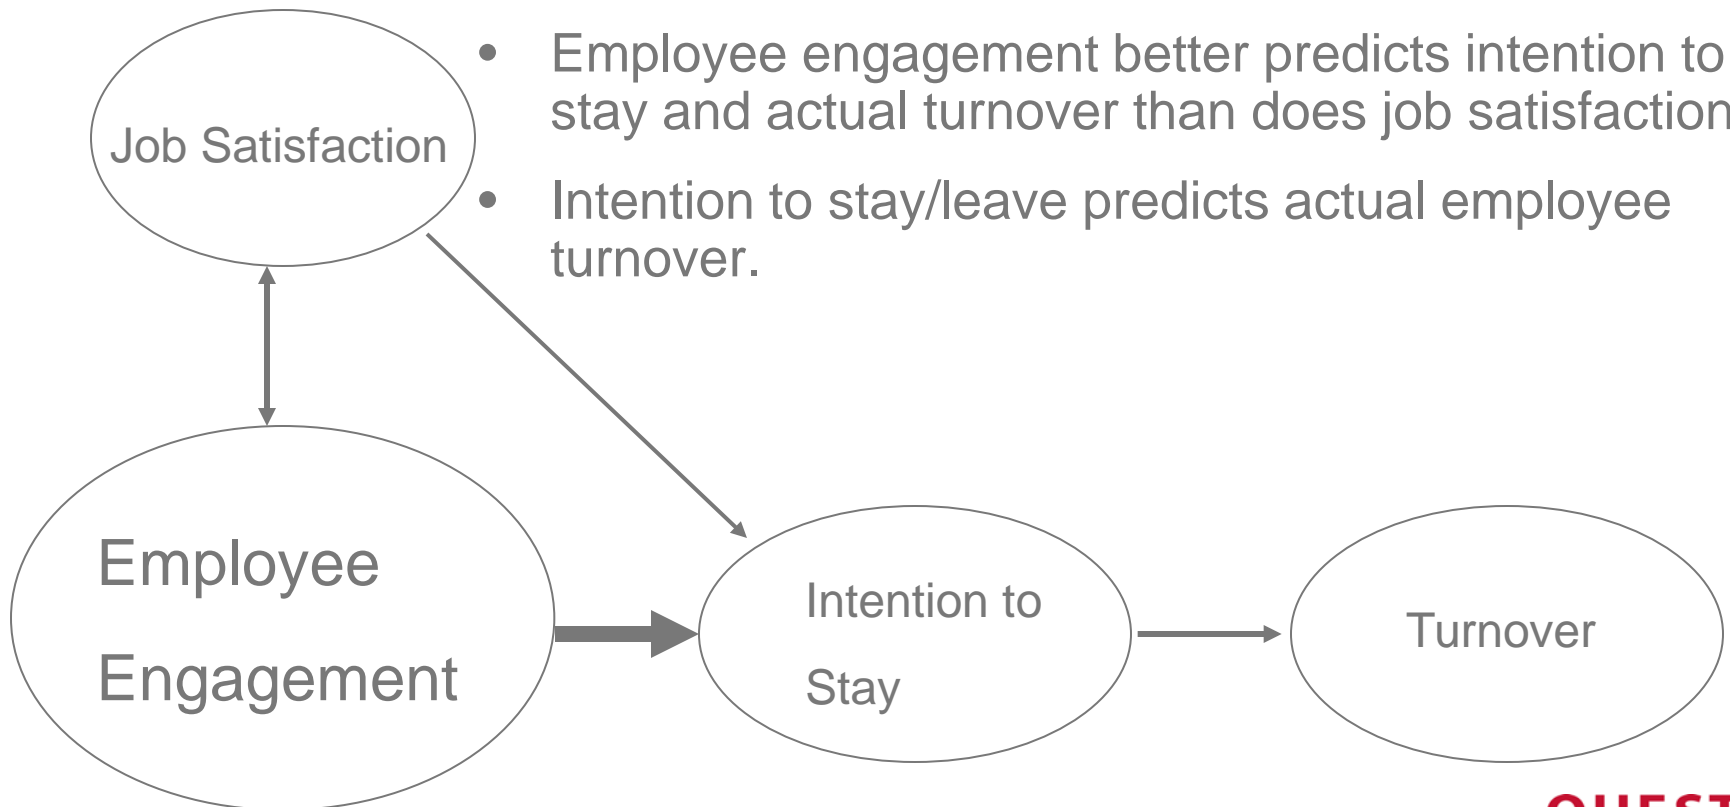 • Employee engagement better predicts intention to
stay and actual turnover than does job satisfaction
• Intention to stay/leave predicts actual employee
turnover.
Job Satisfaction
Employee
Engagement
Intention to
Stay
Turnover